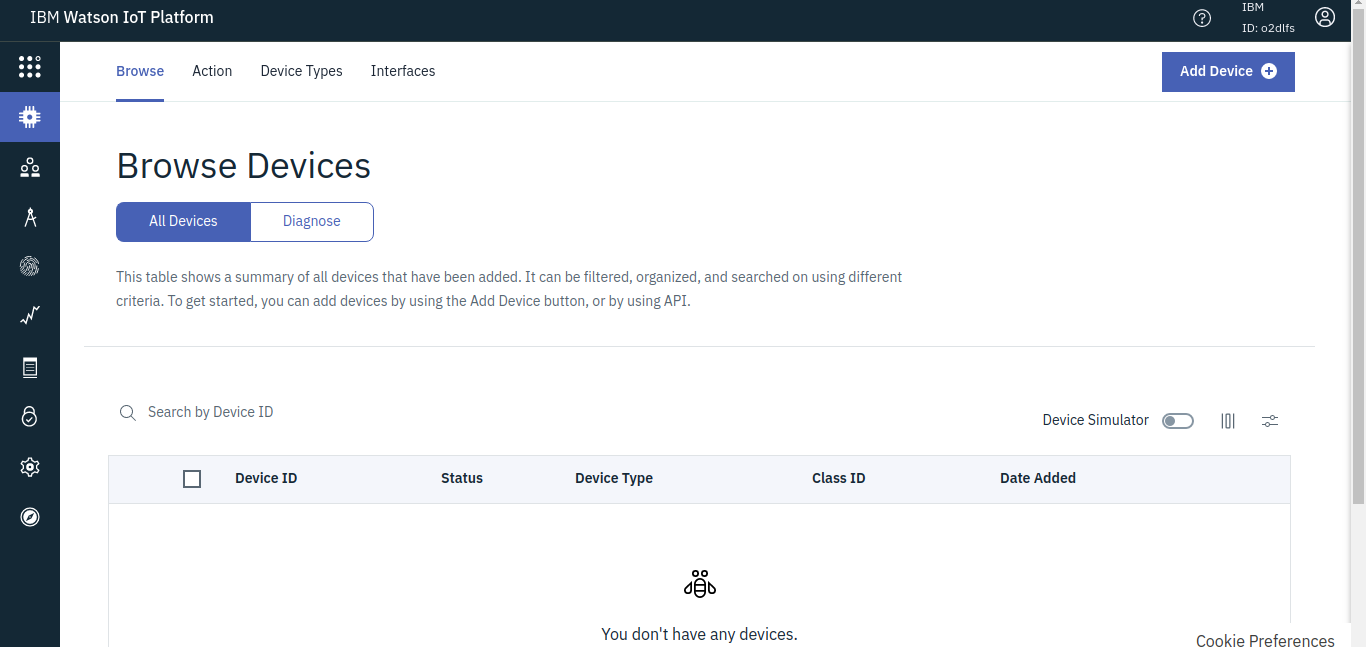 IBM Watson IoT Platform
IBM
ID: o2dlfs
Browse
Action
Device Types
Interfaces
Add Device
Browse Devices
All Devices
Diagnose
This table shows a summary of all devices that have been added. It can be filtered, organized, and searched on using different
criteria. To get started, you can add devices by using the Add Device button, or by using API.
Search by Device ID
Device Simulator
Device ID
Status
Device Type
Class ID
Date Added
You don't have any devices.
Cookie Preferences